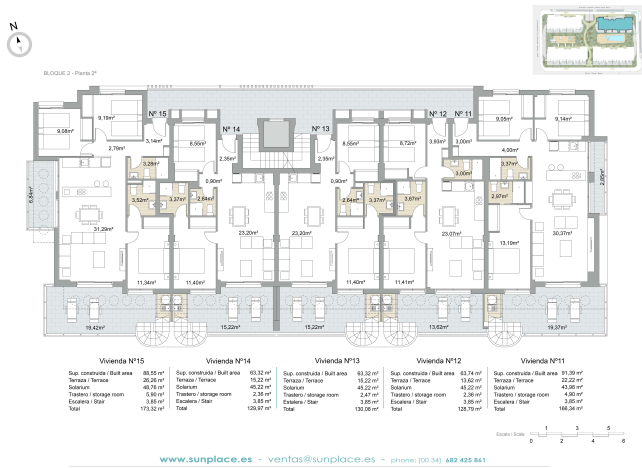 N
BLOQUE 2 - Planta 2ª
Nº 15
Nº 14
Nº 13
Nº 12
Nº 11
9,08m²
9,19m²
2,79m²
3,14m²
8,55m²
2,35m²
0,90m²
2,35m²
8,55m²
0,90m²
8,72m²
3,93m²
3,00m²
9,05m²
9,14m²
4,00m²
3,28m²
3,00m²
3,37m²
3,52m²
3,37m²
2,64m²
2,64m²
3,37m²
3,67m²
2,97m²
6,84m²
2,85m²
31,29m²
23,20m²
23,20m²
23,07m²
13,19m²
30,37m²
11,34m²
11,40m²
11,40m²
11,41m²
19,42m²
15,22m²
15,22m²
13,62m²
19,37m²
Vivienda Nº15
Sup. construida / Built area 88,55 m²
Terraza / Terrace 26,26 m²
Solarium 48,76 m²
Trastero / storage room 5,90 m²
Escalera / Stair 3,85 m²
Total 173,32 m²
Vivienda Nº14
Sup. construida / Built area 63,32 m²
Terraza / Terrace 15,22 m²
Solarium 45,22 m²
Trastero / storage room 2,36 m²
Escalera / Stair 3,85 m²
Total 129,97 m²
Vivienda Nº13
Sup. construida / Built area 63,32 m²
Terraza / Terrace 15,22 m²
Solarium 45,22 m²
Trastero / storage room 2,47 m²
Escalera / Stair 3,85 m²
Total 130,08 m²
Vivienda Nº12
Sup. construida / Built area 63,74 m²
Terraza / Terrace 13,62 m²
Solarium 45,22 m²
Trastero / storage room 2,36 m²
Escalera / Stair 3,85 m²
Total 128,79 m²
Vivienda Nº11
Sup. construida / Built area 91,39 m²
Terraza / Terrace 22,22 m²
Solarium 43,98 m²
Trastero / storage room 4,90 m²
Escalera / Stair 3,85 m²
Total 166,34 m²
Escala / Scale
0 1 2 3 4 5 6
www.sunplace.es - ventas@sunplace.es - phone: [00 34] 682 425 861